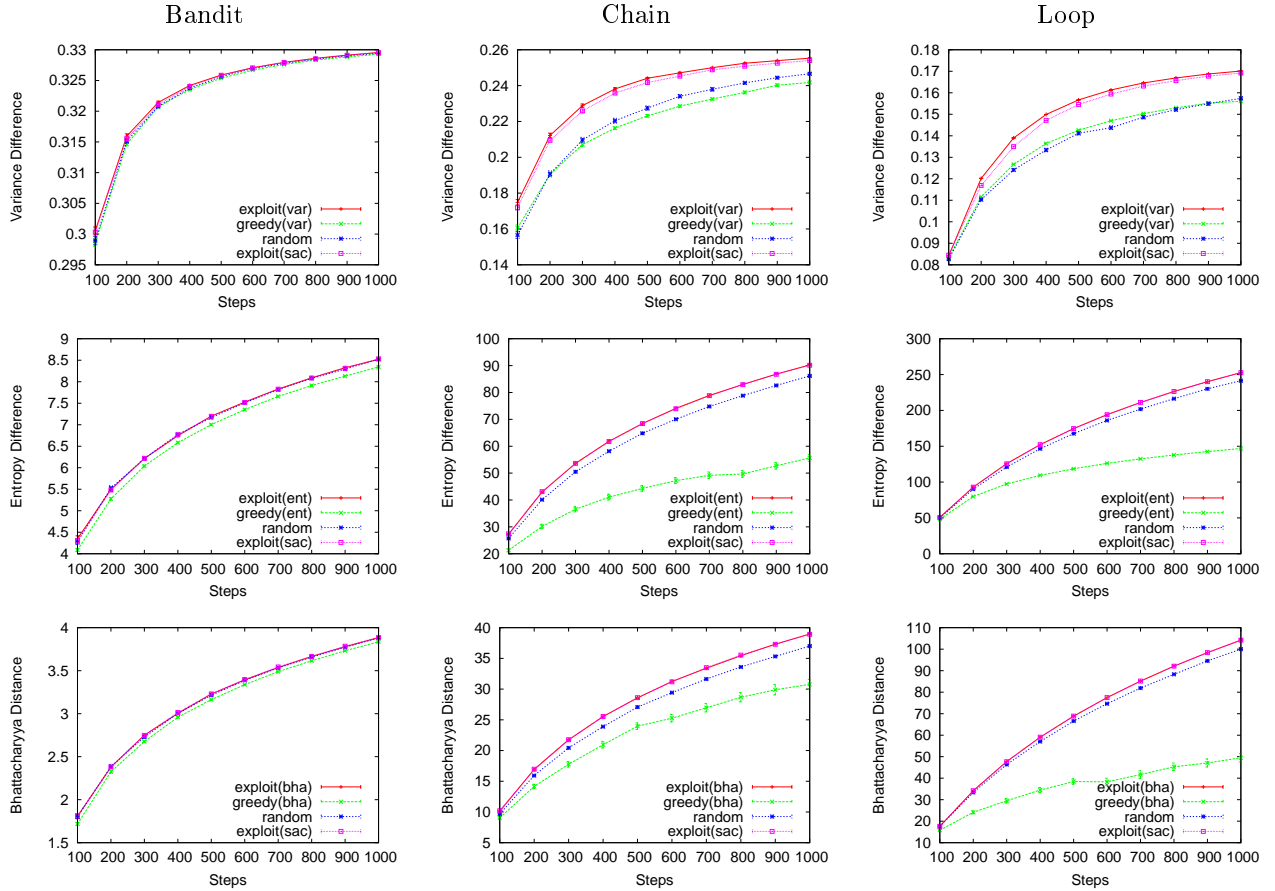 Bandit Chain Loop
0.33
0.325
0.32
0.315
0.31
0.305
0.3
0.295
Variance Difference
exploit(var)
greedy(var)
random
exploit(sac)
100 200 300 400 500 600 700 800 900 1000
Steps
0.26
0.24
0.22
0.2
0.18
0.16
0.14
Variance Difference
exploit(var)
greedy(var)
random
exploit(sac)
100 200 300 400 500 600 700 800 900 1000
Steps
0.18
0.17
0.16
0.15
0.14
0.13
0.12
0.11
0.1
0.09
0.08
Variance Difference
exploit(var)
greedy(var)
random
exploit(sac)
100 200 300 400 500 600 700 800 900 1000
Steps
9
8.5
8
7.5
7
6.5
6
5.5
5
4.5
4
Entropy Difference
exploit(ent)
greedy(ent)
random
exploit(sac)
100 200 300 400 500 600 700 800 900 1000
Steps
100
90
80
70
60
50
40
30
20
Entropy Difference
exploit(ent)
greedy(ent)
random
exploit(sac)
100 200 300 400 500 600 700 800 900 1000
Steps
300
250
200
150
100
50
0
Entropy Difference
exploit(ent)
greedy(ent)
random
exploit(sac)
100 200 300 400 500 600 700 800 900 1000
Steps
4
3.5
3
2.5
2
1.5
Bhattacharyya Distance
exploit(bha)
greedy(bha)
random
exploit(sac)
100 200 300 400 500 600 700 800 900 1000
Steps
40
35
30
25
20
15
10
5
Bhattacharyya Distance
exploit(bha)
greedy(bha)
random
exploit(sac)
100 200 300 400 500 600 700 800 900 1000
Steps
110
100
90
80
70
60
50
40
30
20
10
Bhattacharyya Distance
exploit(bha)
greedy(bha)
random
exploit(sac)
100 200 300 400 500 600 700 800 900 1000
Steps